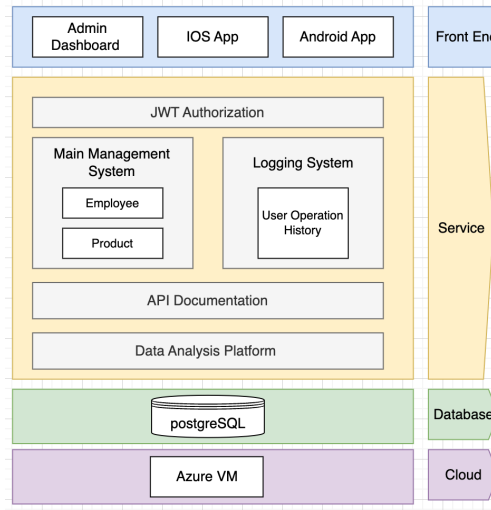 Admin
Dashboard
IOS App
Android App
Front End
JWT Authorization
Main Management
System
Logging System
Employee
User Operation
History
Product
Service
API Documentation
Data Analysis Platform
postgreSQL
Database
Azure VM
Cloud